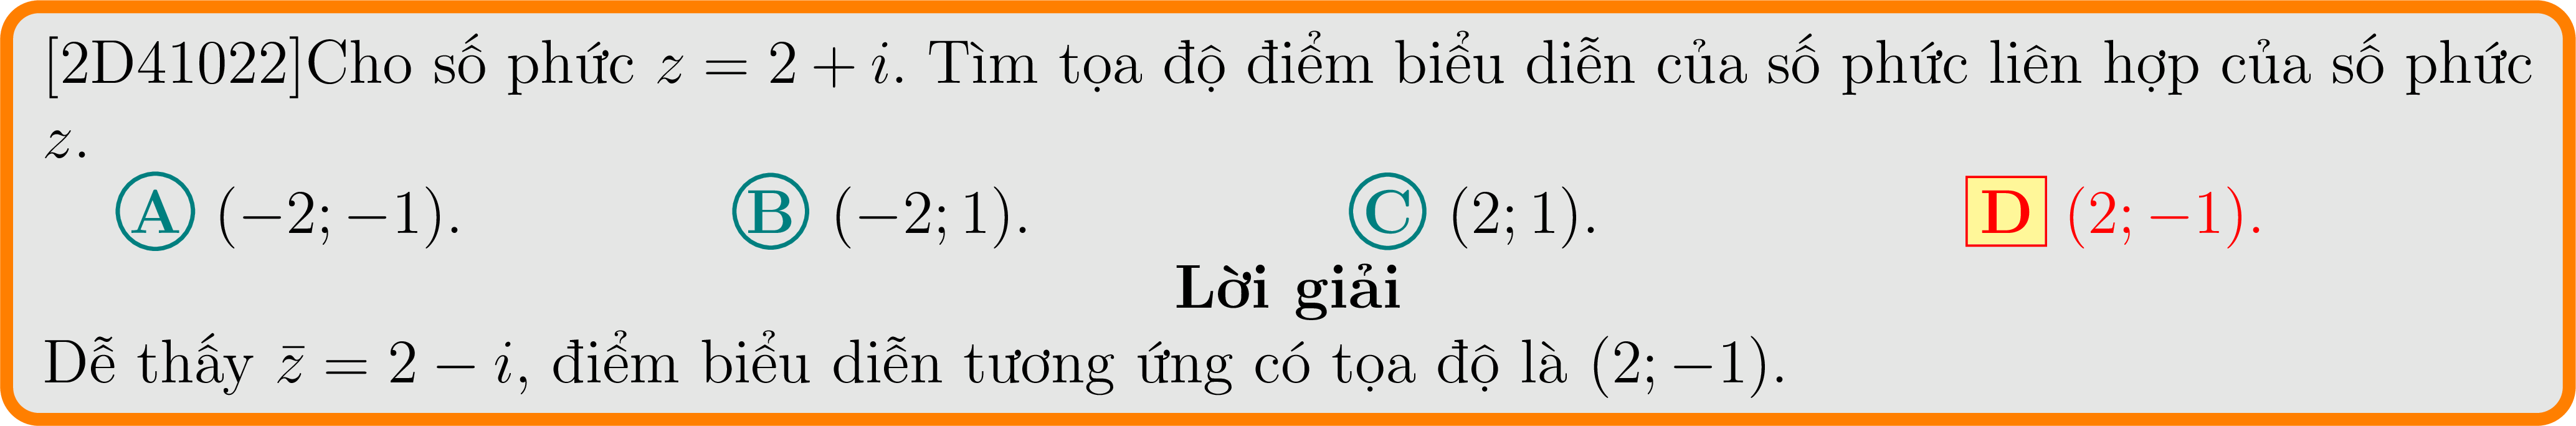 [2D41022]Cho số phức z = 2 + i. Tìm tọa độ điểm biểu diễn của số phức liên hợp của số phức
z.
A (−2; −1). B (−2; 1). C (2; 1). D (2; −1).
Lời giải
Dễ thấy z̄ = 2 − i, điểm biểu diễn tương ứng có tọa độ là (2; −1).